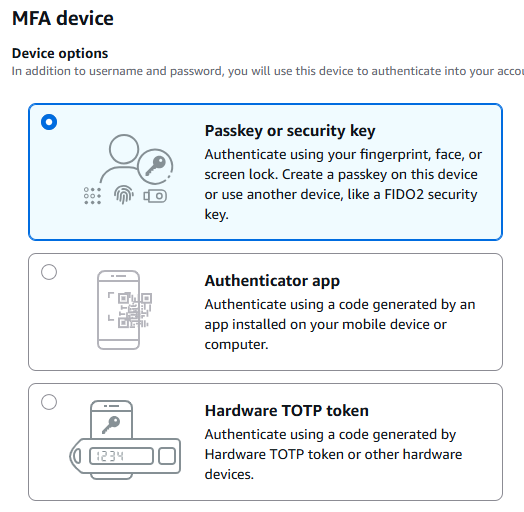 MFA device
Device options
In addition to username and password, you will use this device to authenticate into your
Passkey or security key
Authenticate using your fingerprint, face, or
screen lock. Create a passkey on this device
or use another device, like a FIDO2 security
key.
Authenticator app
Authenticate using a code generated by an
app installed on your mobile device or
computer.
Hardware TOTP token
1234
Authenticate using a code generated by
Hardware TOTP token or other hardware
devices.